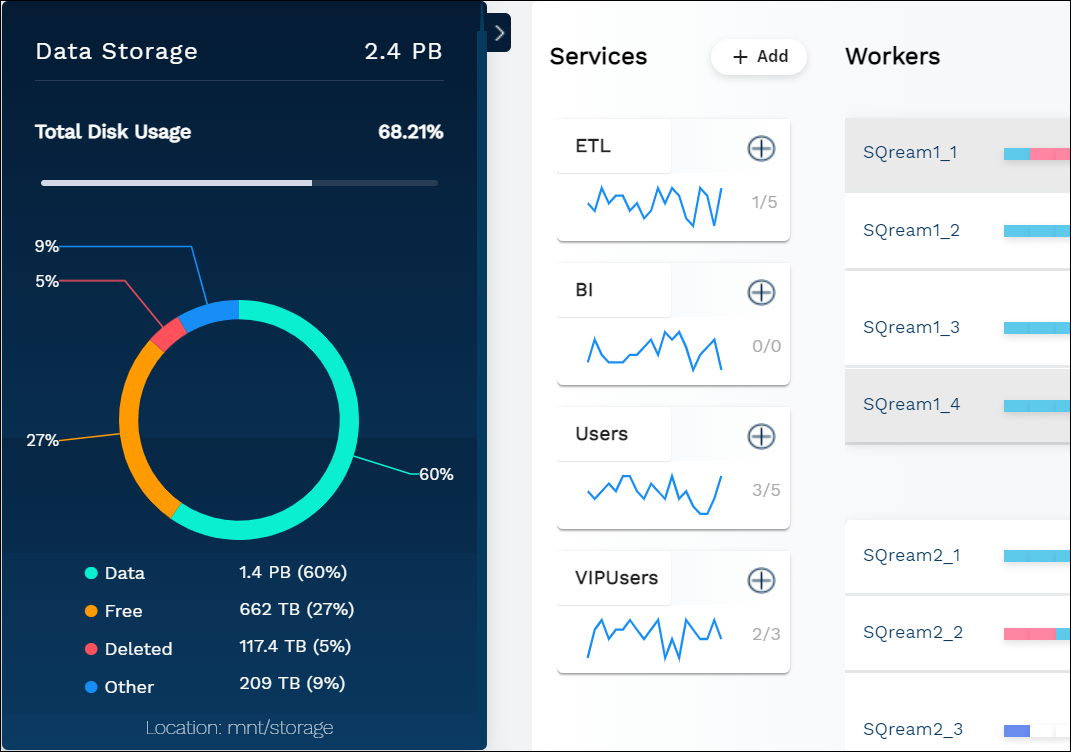 Data Storage 2.4 PB
Total Disk Usage 68.21%
9%
5%
27%
60%
Data 1.4 PB (60%)
Free 662 TB (27%)
Deleted 117.4 TB (5%)
Other 209 TB (9%)
Location: mnt/storage
Services + Add
ETL
1/5
BI
0/0
Users
3/5
VIPUsers
2/3
Workers
SQream1_1
SQream1_2
SQream1_3
SQream1_4
SQream2_1
SQream2_2
SQream2_3